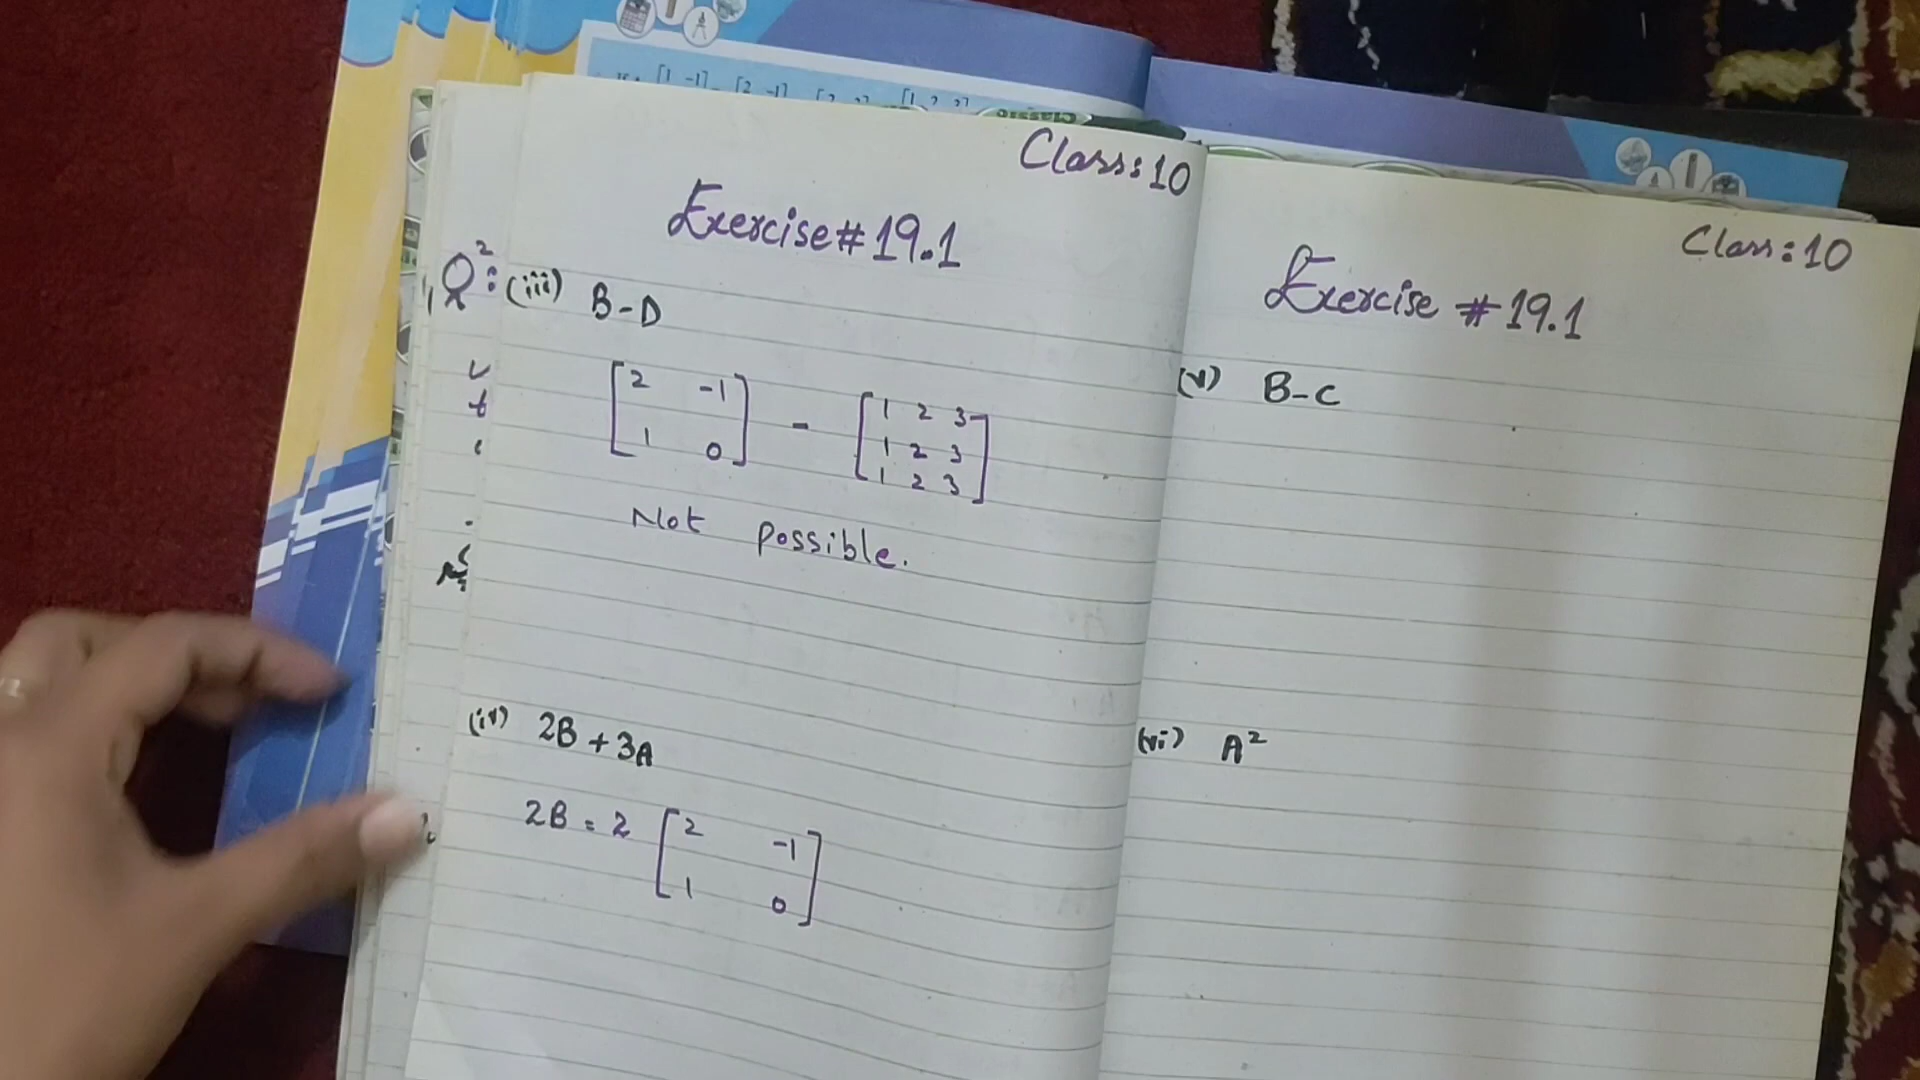 Class:10
Exercise#19.1
Q2: (iii) B-D
[2 -1] - [1 2 3]
[1 0] [1 2 3]
[1 2 3]
Not possible.
(iv) 2B + 3A
2B = 2 [2 -1]
[1 0]
Class:10
Exercise #19.1
(v) B-C
(vi) A²